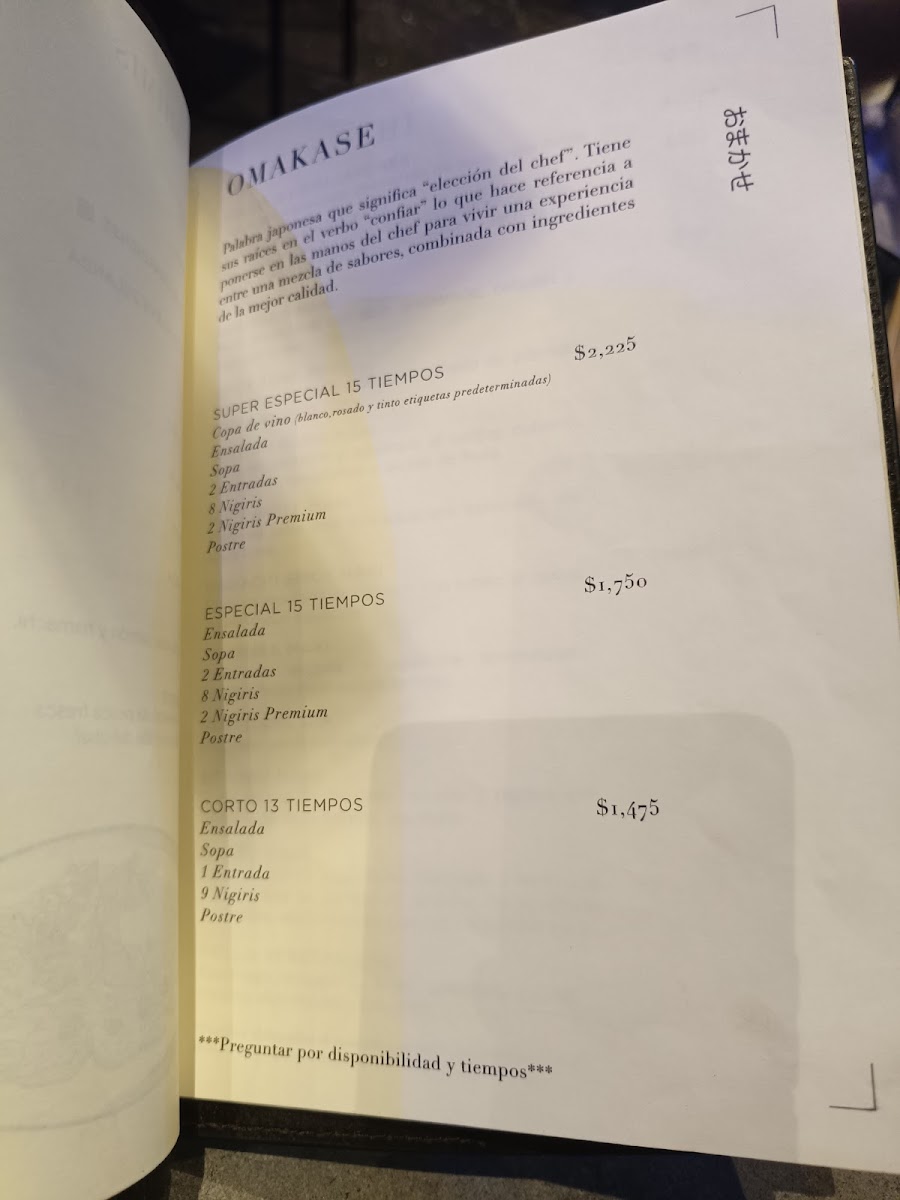 OMAKASE
おまかせ
Palabra japonesa que significa “elección del chef”. Tiene
sus raíces en el verbo “confiar” lo que hace referencia a
ponerse en las manos del chef para vivir una experiencia
entre una mezcla de sabores, combinada con ingredientes
de la mejor calidad.
SUPER ESPECIAL 15 TIEMPOS $2,225
Copa de vino (blanco,rosado y tinto etiquetas predeterminadas)
Ensalada
Sopa
2 Entradas
8 Nigiris
2 Nigiris Premium
Postre
ESPECIAL 15 TIEMPOS $1,750
Ensalada
Sopa
2 Entradas
8 Nigiris
2 Nigiris Premium
Postre
CORTO 13 TIEMPOS $1,475
Ensalada
Sopa
1 Entrada
9 Nigiris
Postre
***Preguntar por disponibilidad y tiempos***